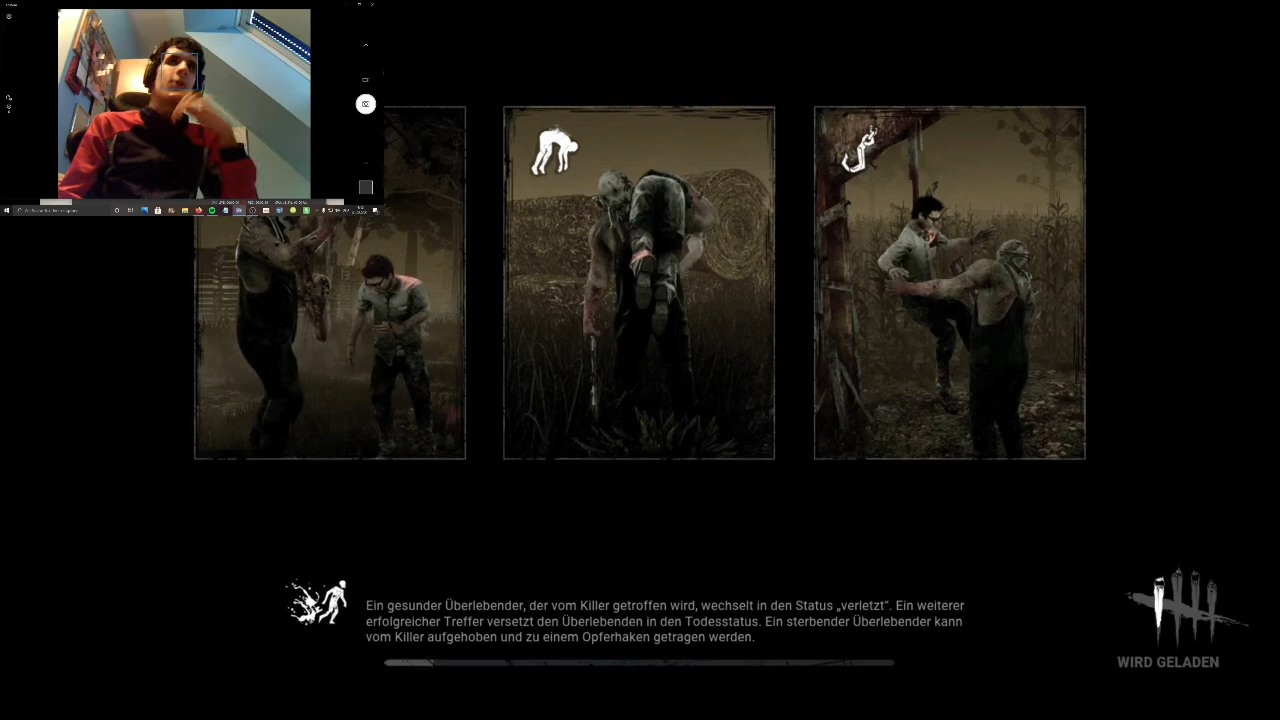 Ein gesunder Überlebender, der vom Killer getroffen wird, wechselt in den Status „verletzt“. Ein weiterer
erfolgreicher Treffer versetzt den Überlebenden in den Todesstatus. Ein sterbender Überlebender kann
vom Killer aufgehoben und zu einem Opferhaken getragen werden.
WIRD GELADEN